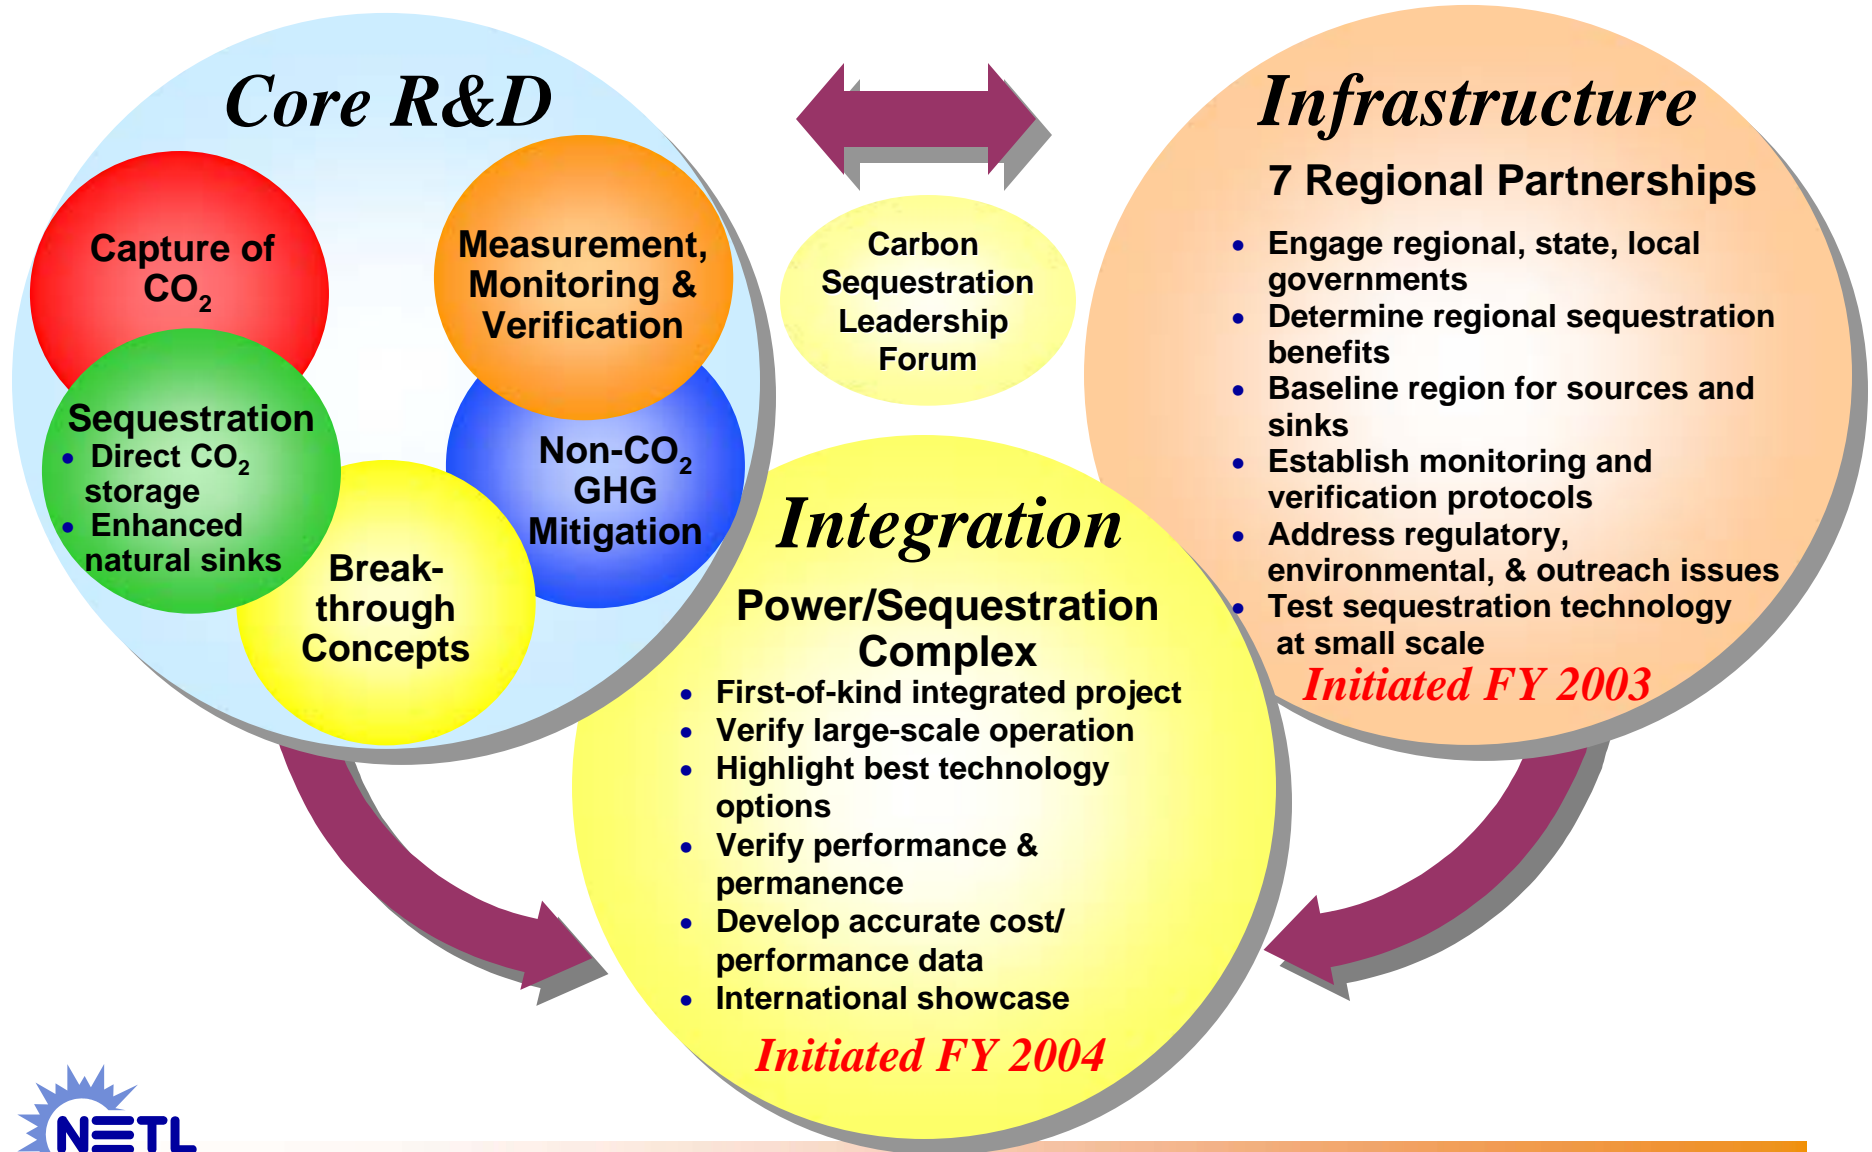 Core R&D
Capture of
CO₂
Measurement,
Monitoring &
Verification
Sequestration
• Direct CO₂
storage
• Enhanced
natural sinks
Non-CO₂
GHG
Mitigation
Break-
through
Concepts
Carbon
Sequestration
Leadership
Forum
Infrastructure
7 Regional Partnerships
• Engage regional, state, local
governments
• Determine regional sequestration
benefits
• Baseline region for sources and
sinks
• Establish monitoring and
verification protocols
• Address regulatory,
environmental, & outreach issues
• Test sequestration technology
at small scale
Initiated FY 2003
Integration
Power/Sequestration
Complex
• First-of-kind integrated project
• Verify large-scale operation
• Highlight best technology
options
• Verify performance &
permanence
• Develop accurate cost/
performance data
• International showcase
Initiated FY 2004
NETL